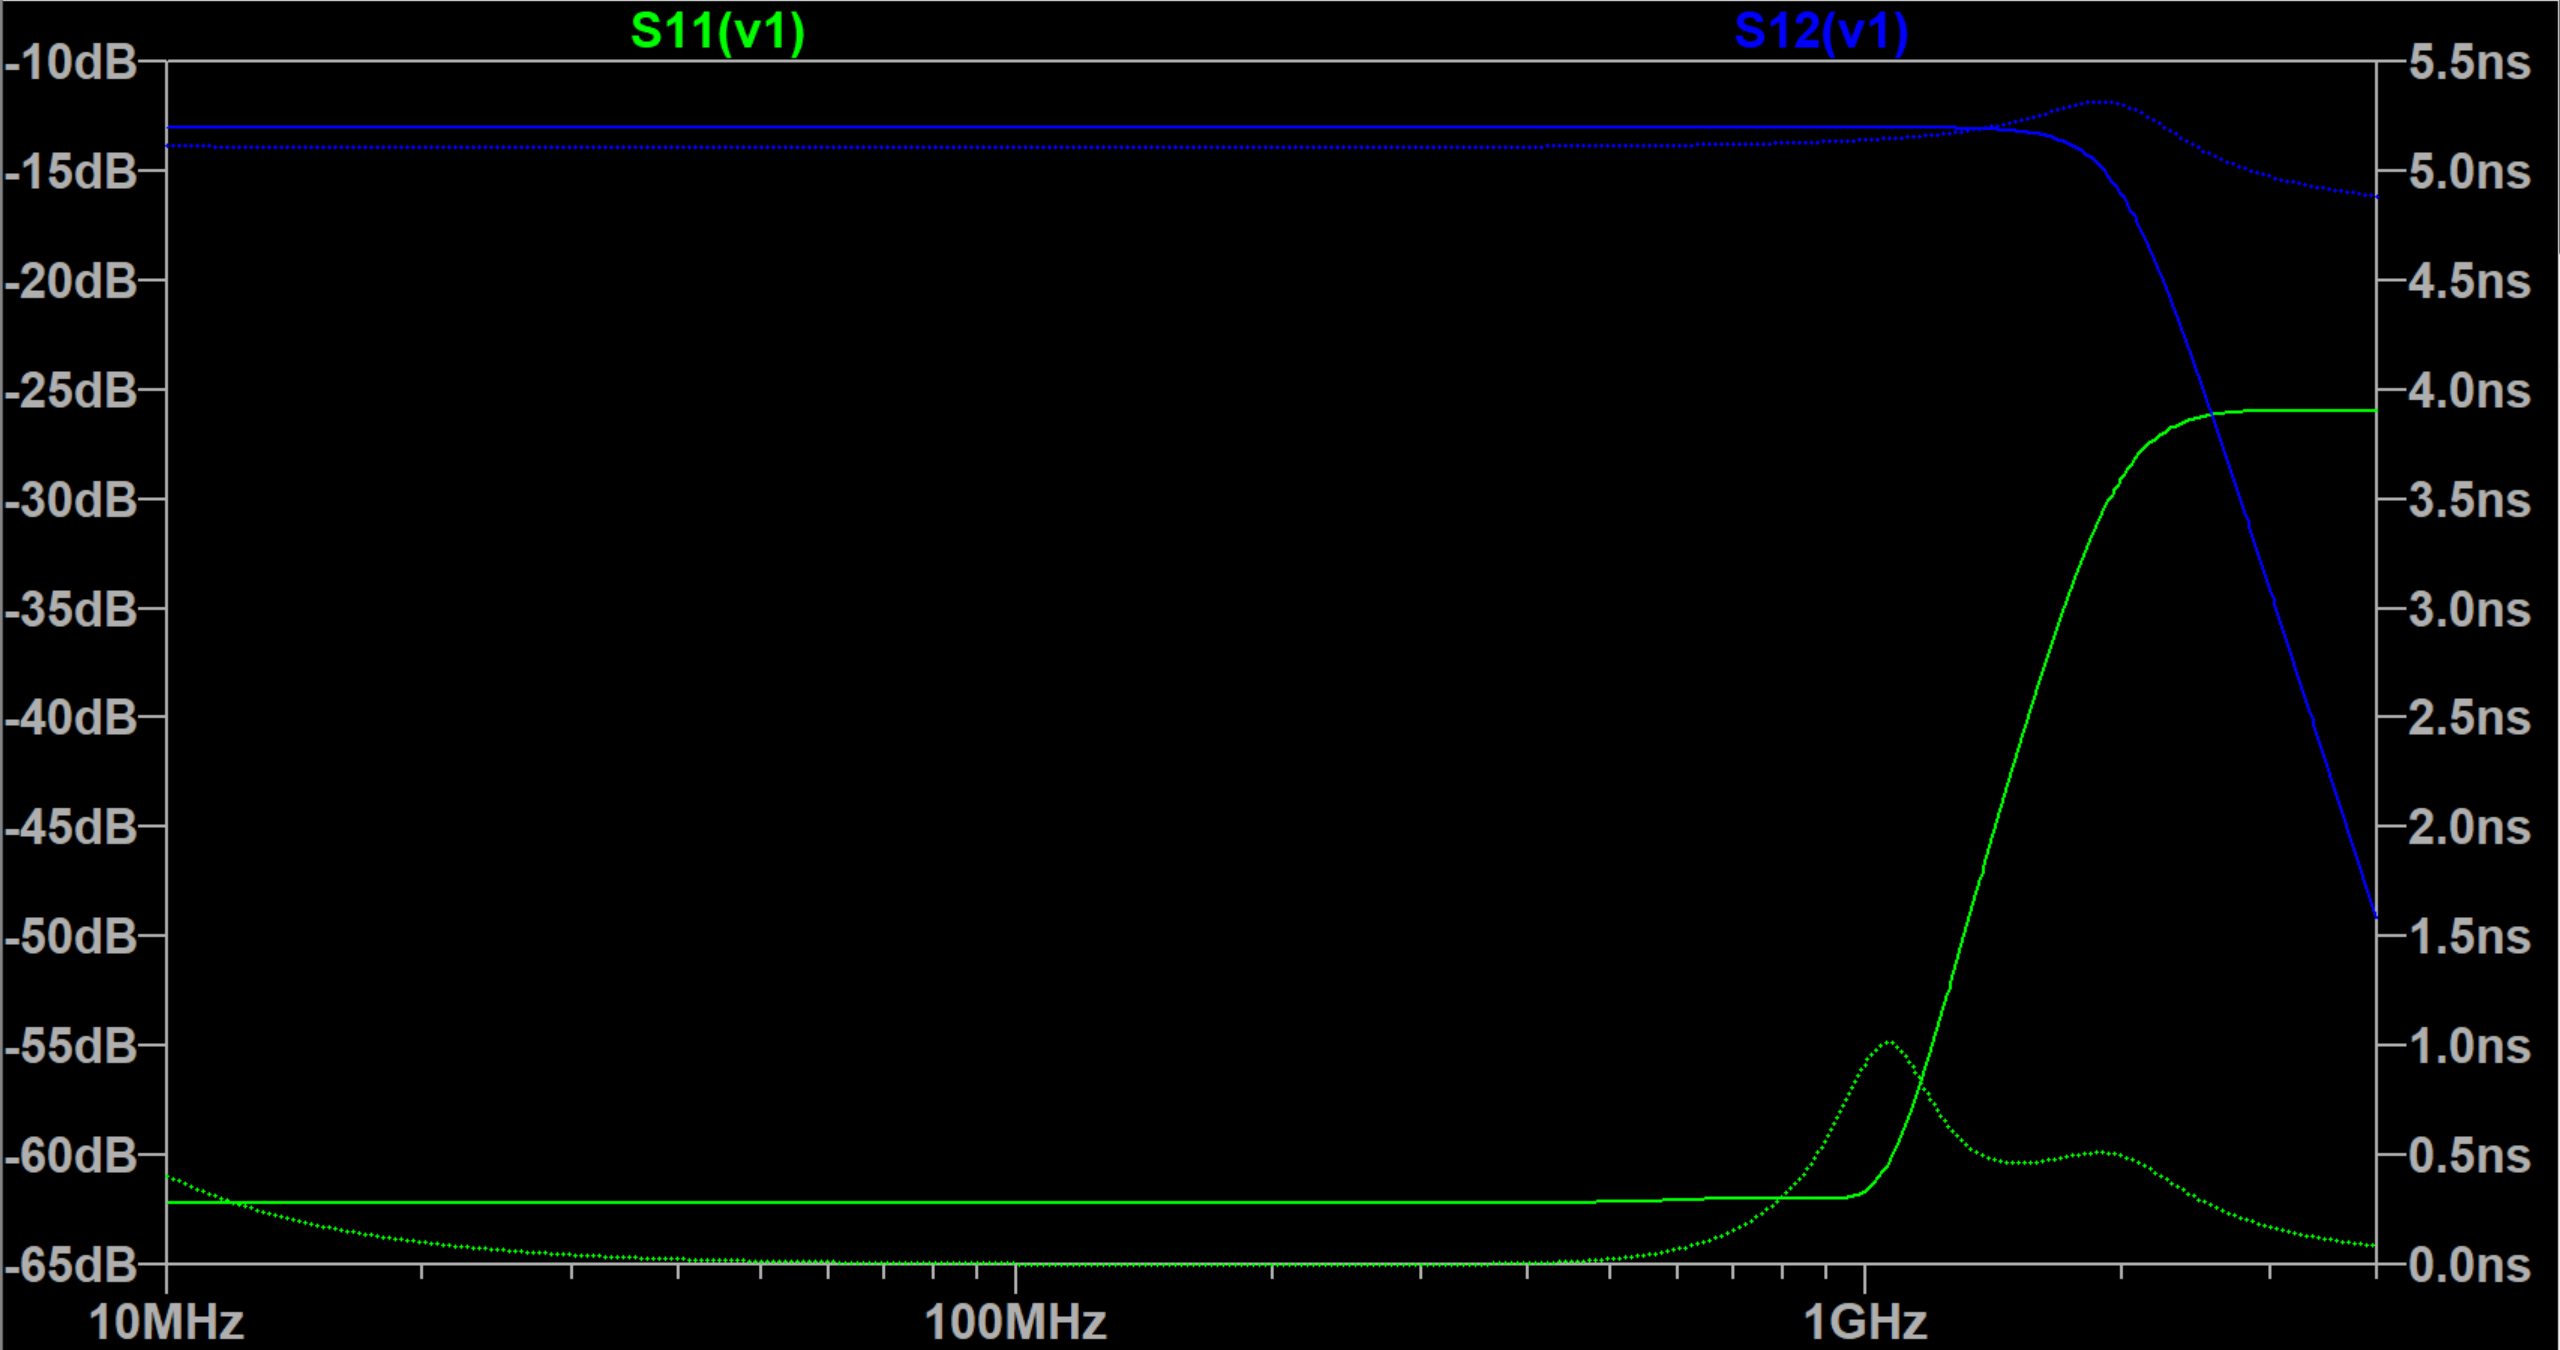 S11(v1) S12(v1)
-10dB 5.5ns
-15dB 5.0ns
-20dB 4.5ns
-25dB 4.0ns
-30dB 3.5ns
-35dB 3.0ns
-40dB 2.5ns
-45dB 2.0ns
-50dB 1.5ns
-55dB 1.0ns
-60dB 0.5ns
-65dB 0.0ns
10MHz 100MHz 1GHz